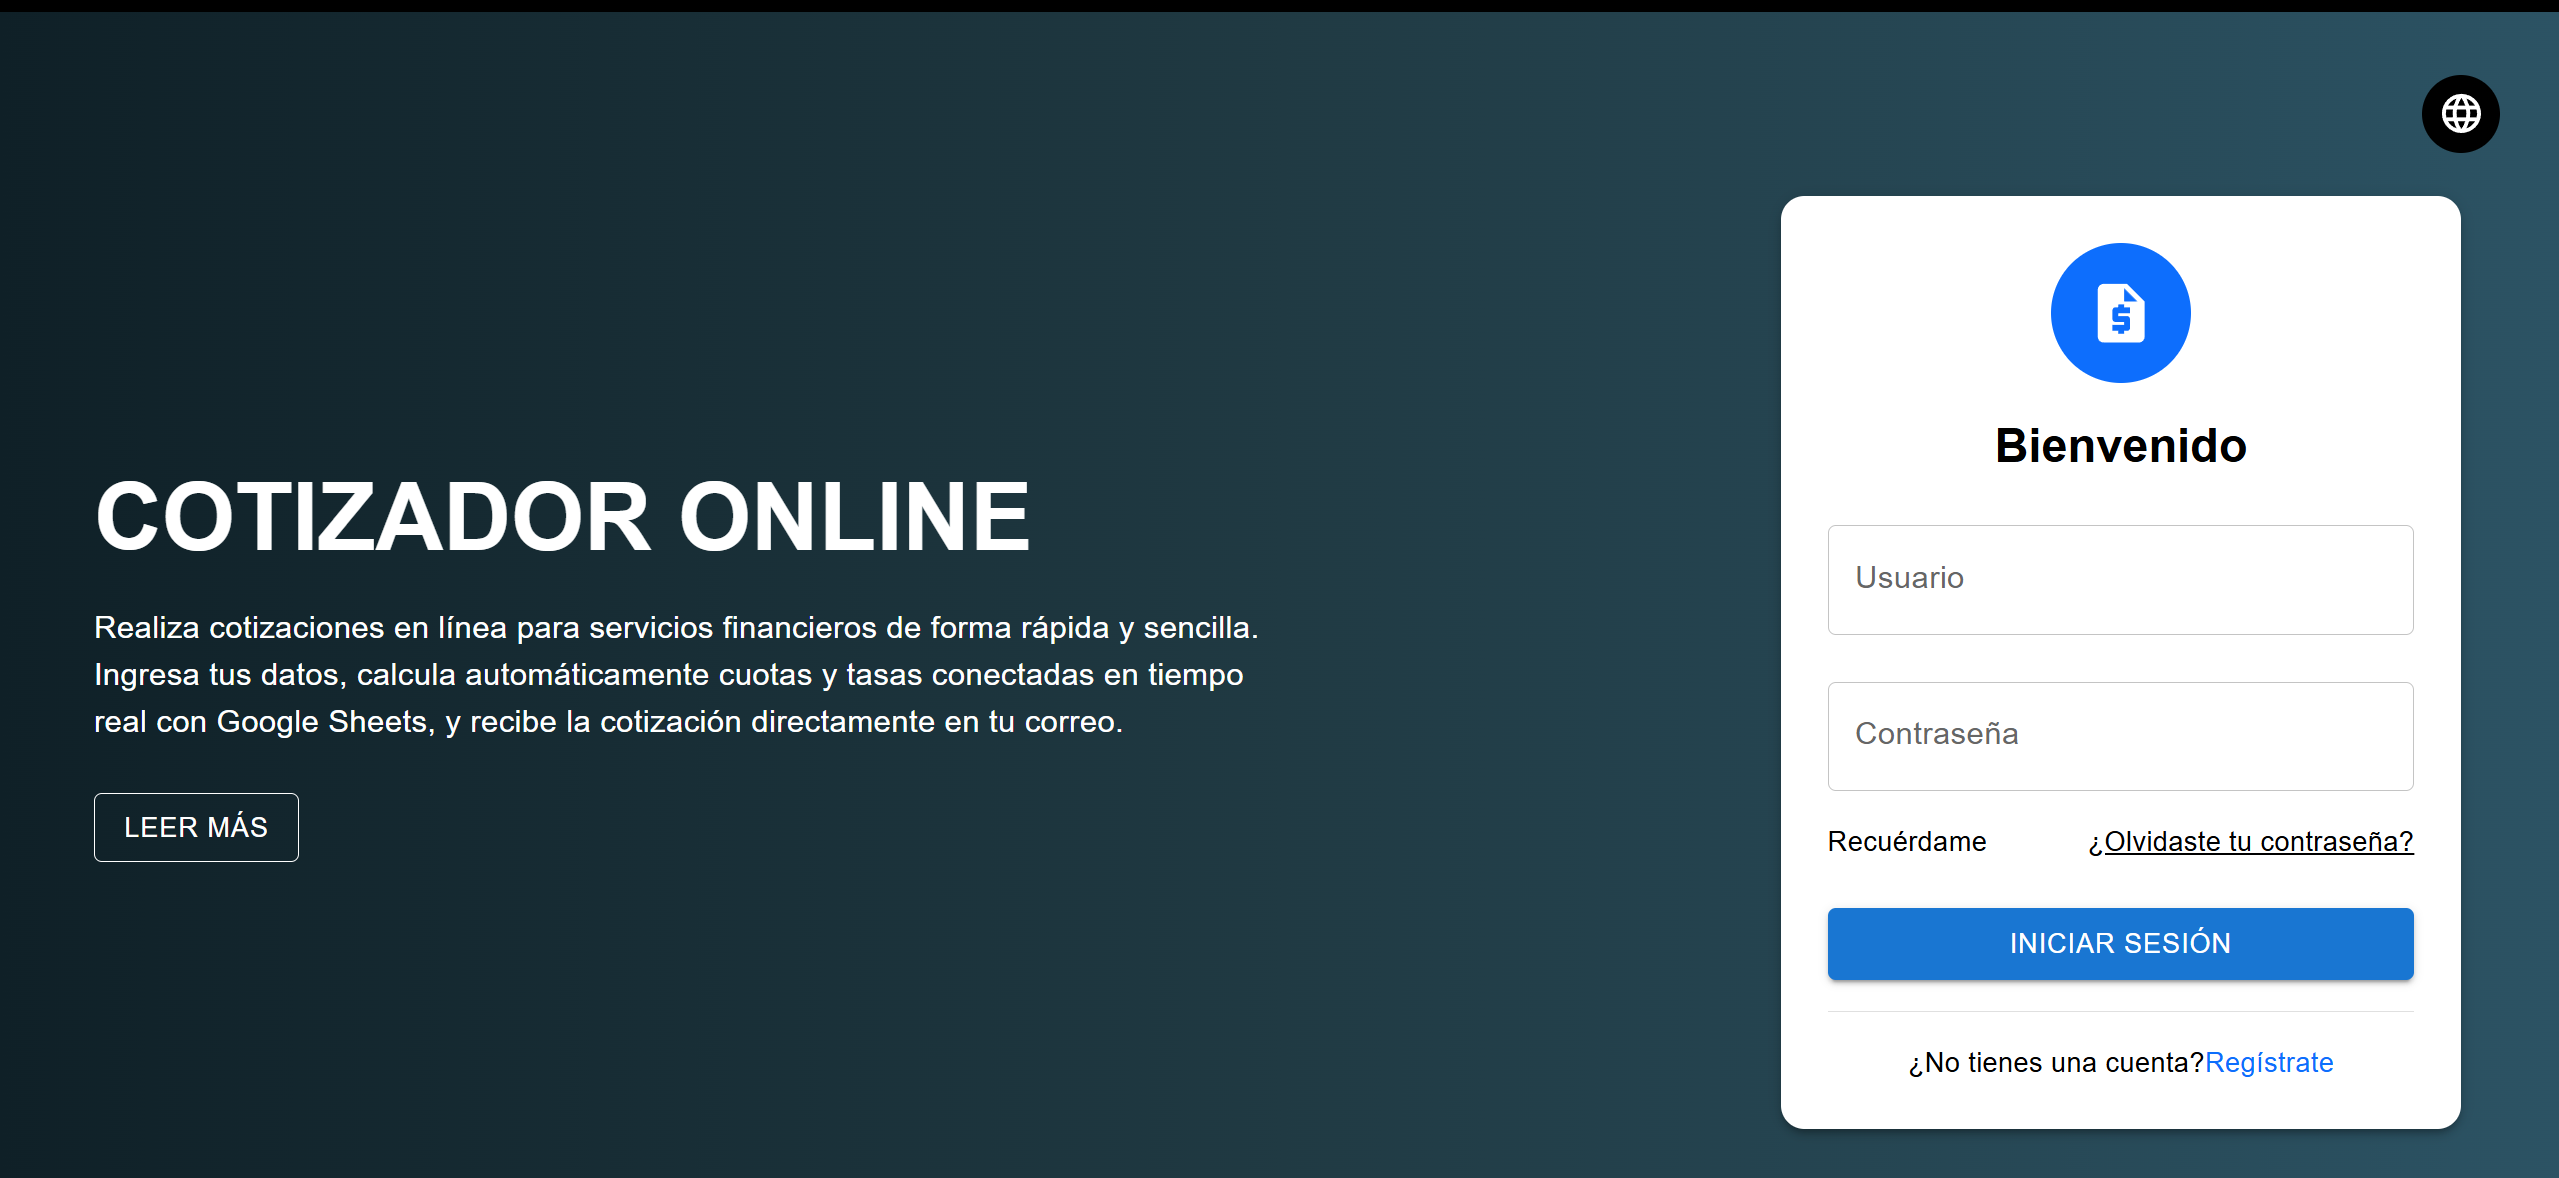 COTIZADOR ONLINE
Realiza cotizaciones en línea para servicios financieros de forma rápida y sencilla.
Ingresa tus datos, calcula automáticamente cuotas y tasas conectadas en tiempo
real con Google Sheets, y recibe la cotización directamente en tu correo.
LEER MÁS
$
Bienvenido
Usuario
Contraseña
Recuérdame ¿Olvidaste tu contraseña?
INICIAR SESIÓN
¿No tienes una cuenta?Regístrate